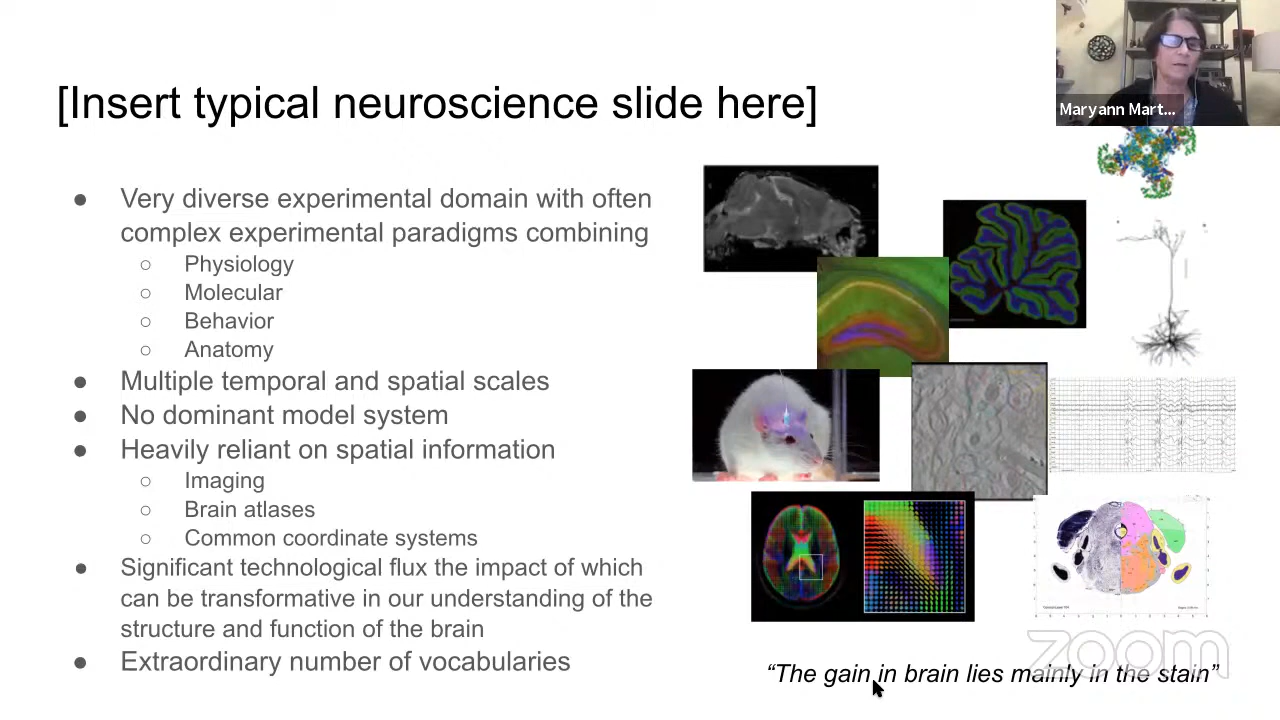 Maryann Mart...
[Insert typical neuroscience slide here]
● Very diverse experimental domain with often
complex experimental paradigms combining
○ Physiology
○ Molecular
○ Behavior
○ Anatomy
● Multiple temporal and spatial scales
● No dominant model system
● Heavily reliant on spatial information
○ Imaging
○ Brain atlases
○ Common coordinate systems
● Significant technological flux the impact of which
can be transformative in our understanding of the
structure and function of the brain
● Extraordinary number of vocabularies
“The gain in brain lies mainly in the stain”
zoom